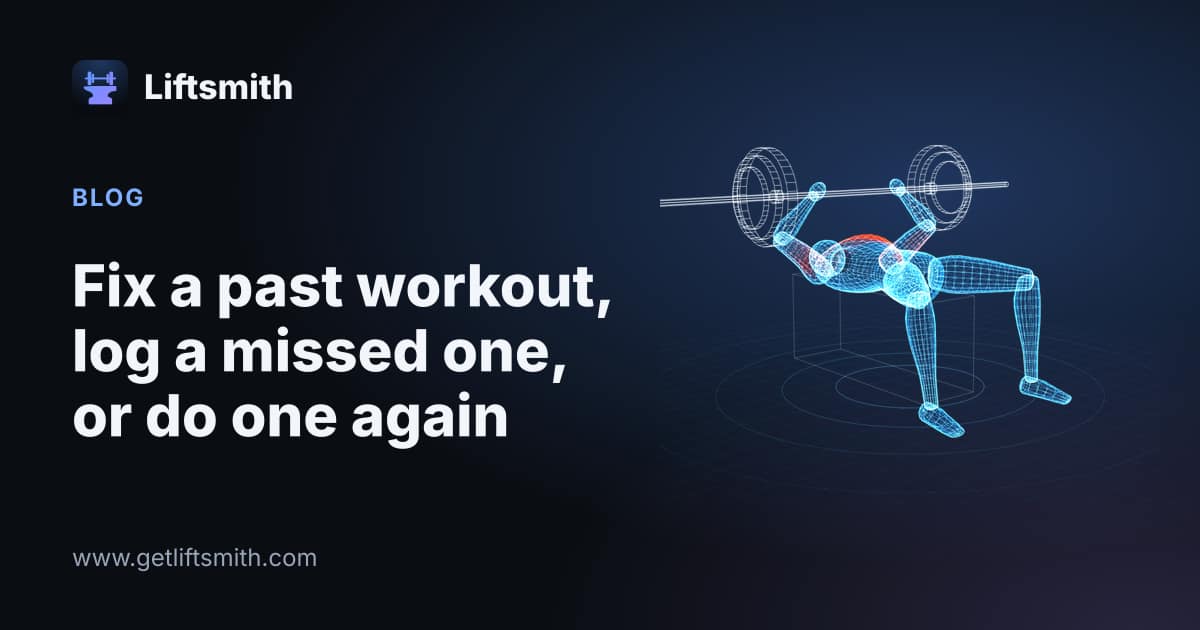 Liftsmith
BLOG
Fix a past workout,
log a missed one,
or do one again
www.getliftsmith.com